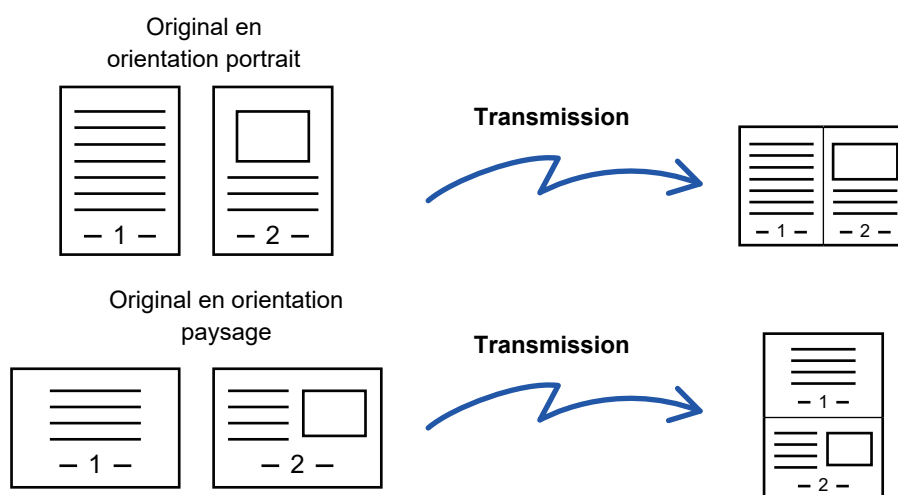 Original en
orientation portrait
Transmission
– 1 –
– 2 –
– 1 –
– 2 –
Original en orientation
paysage
Transmission
– 1 –
– 2 –
– 1 –
– 2 –